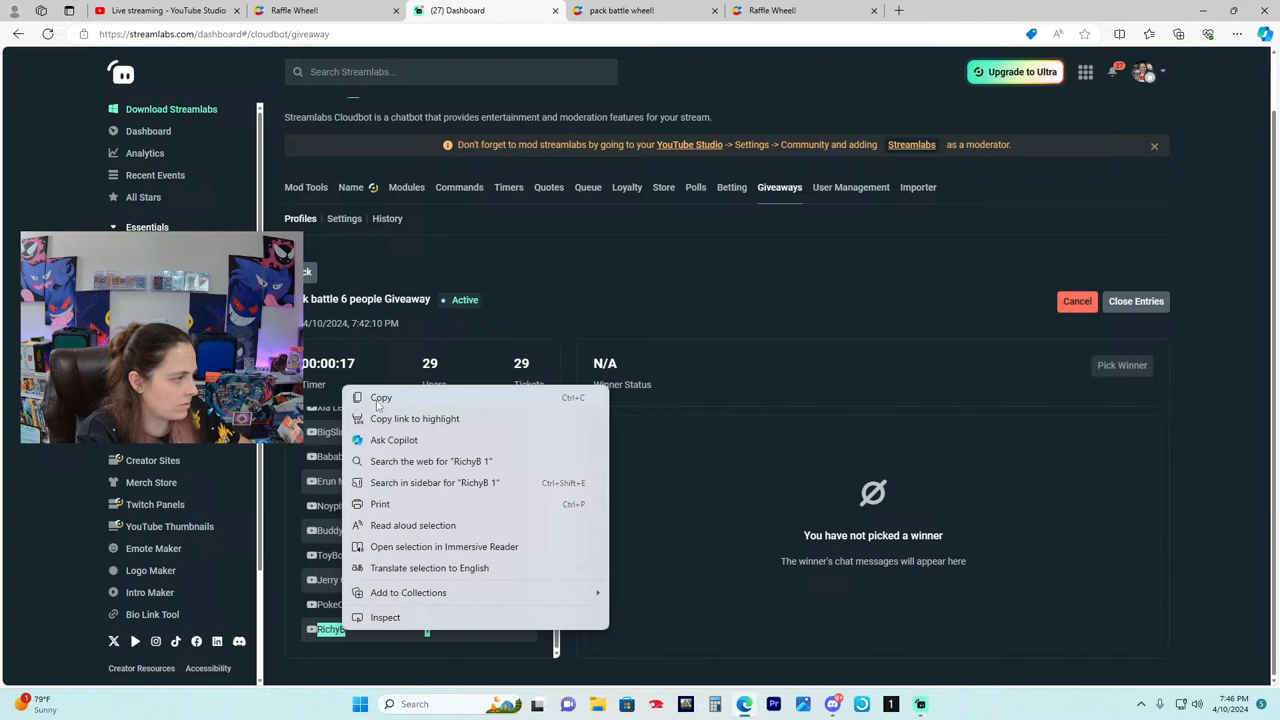 Live streaming - YouTube Studio
Raffle Wheel!
(27) Dashboard
pack battle wheel!
Raffle Wheel!
https://streamlabs.com/dashboard#/cloudbot/giveaway
Search Streamlabs...
Upgrade to Ultra
27
Download Streamlabs
Dashboard
Analytics
Recent Events
All Stars
Essentials
Streamlabs Cloudbot is a chatbot that provides entertainment and moderation features for your stream.
Don't forget to mod streamlabs by going to your YouTube Studio -> Settings -> Community and adding Streamlabs as a moderator.
Mod Tools Name Modules Commands Timers Quotes Queue Loyalty Store Polls Betting Giveaways User Management Importer
Profiles Settings History
ck
k battle 6 people Giveaway Active
Cancel Close Entries
4/10/2024, 7:42:10 PM
00:00:17 29 29
Timer Users Tickets
N/A
Winner Status
Pick Winner
BigSli
Babab
Erun M
Noypi
Buddy
ToyBo
Jerry
PokeC
RichyB
Copy Ctrl+C
Copy link to highlight
Ask Copilot
Search the web for "RichyB 1"
Search in sidebar for "RichyB 1" Ctrl+Shift+E
Print Ctrl+P
Read aloud selection
Open selection in Immersive Reader
Translate selection to English
Add to Collections
Inspect
You have not picked a winner
The winner's chat messages will appear here
Creator Sites
Merch Store
Twitch Panels
YouTube Thumbnails
Emote Maker
Logo Maker
Intro Maker
Bio Link Tool
Creator Resources Accessibility
79°F
Sunny
Search
7:46 PM
4/10/2024